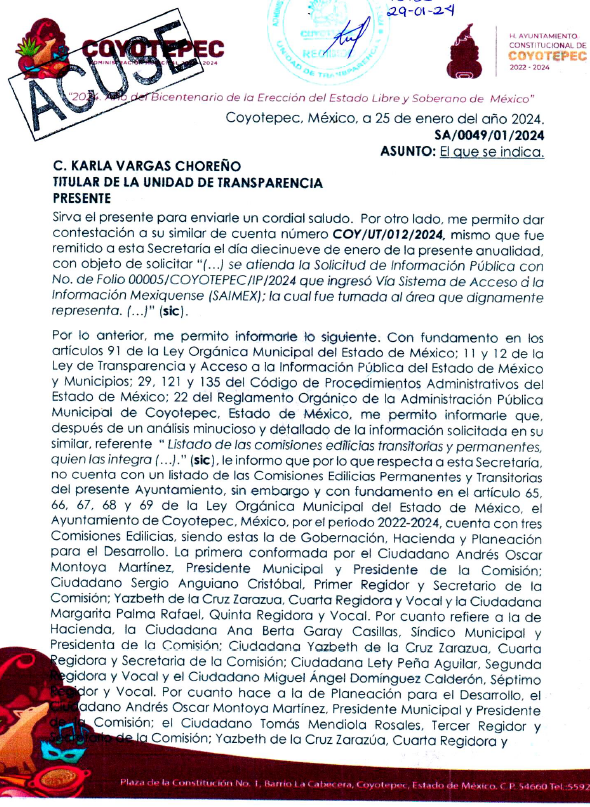 29-01-24
UNIDAD DE TRANSPARENCIA
ACUSE
COYOTEPEC
ADMINISTRACIÓN MUNICIPAL 2022-2024
H. AYUNTAMIENTO
CONSTITUCIONAL DE
COYOTEPEC
2022 - 2024
"2024. Año del Bicentenario de la Erección del Estado Libre y Soberano de México"
Coyotepec, México, a 25 de enero del año 2024.
SA/0049/01/2024
ASUNTO: El que se indica.
C. KARLA VARGAS CHOREÑO
TITULAR DE LA UNIDAD DE TRANSPARENCIA
PRESENTE
Sirva el presente para enviarle un cordial saludo. Por otro lado, me permito dar
contestación a su similar de cuenta número COY/UT/012/2024, mismo que fue
remitido a esta Secretaría el día diecinueve de enero de la presente anualidad,
con objeto de solicitar "(...) se atienda la Solicitud de Información Pública con
No. de Folio 00005/COYOTEPEC/IP/2024 que ingresó Vía Sistema de Acceso a la
Información Mexiquense (SAIMEX); la cual fue turnada al área que dignamente
representa. (...)" (sic).
Por lo anterior, me permito informarle lo siguiente. Con fundamento en los
artículos 91 de la Ley Orgánica Municipal del Estado de México; 11 y 12 de la
Ley de Transparencia y Acceso a la Información Pública del Estado de México
y Municipios; 29, 121 y 135 del Código de Procedimientos Administrativos del
Estado de México; 22 del Reglamento Orgánico de la Administración Pública
Municipal de Coyotepec, Estado de México, me permito informarle que,
después de un análisis minucioso y detallado de la información solicitada en su
similar, referente " Listado de las comisiones edilicias transitorias y permanentes,
quien las integra (...)." (sic), le informo que por lo que respecta a esta Secretaría,
no cuenta con un listado de las Comisiones Edilicias Permanentes y Transitorias
del presente Ayuntamiento, sin embargo y con fundamento en el artículo 65,
66, 67, 68 y 69 de la Ley Orgánica Municipal del Estado de México, el
Ayuntamiento de Coyotepec, México, por el periodo 2022-2024, cuenta con tres
Comisiones Edilicias, siendo estas la de Gobernación, Hacienda y Planeación
para el Desarrollo. La primera conformada por el Ciudadano Andrés Oscar
Montoya Martínez, Presidente Municipal y Presidente de la Comisión;
Ciudadano Sergio Anguiano Cristóbal, Primer Regidor y Secretario de la
Comisión; Yazbeth de la Cruz Zarazua, Cuarta Regidora y Vocal y la Ciudadana
Margarita Palma Rafael, Quinta Regidora y Vocal. Por cuanto refiere a la de
Hacienda, la Ciudadana Ana Berta Garay Casillas, Síndico Municipal y
Presidenta de la Comisión; Ciudadana Yazbeth de la Cruz Zarazua, Cuarta
Regidora y Secretaria de la Comisión; Ciudadana Lety Peña Aguilar, Segunda
Regidora y Vocal y el Ciudadano Miguel Ángel Domínguez Calderón, Séptimo
Regidor y Vocal. Por cuanto hace a la de Planeación para el Desarrollo, el
Ciudadano Andrés Oscar Montoya Martínez, Presidente Municipal y Presidente
de la Comisión; el Ciudadano Tomás Mendiola Rosales, Tercer Regidor y
de la Comisión; Yazbeth de la Cruz Zarazúa, Cuarta Regidora y
Plaza de la Constitución No. 1, Barrio La Cabecera, Coyotepec, Estado de México. C.P. 54660 Tel:5592